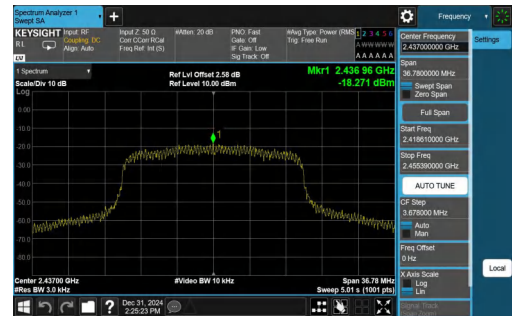 Spectrum Analyzer 1
Swept SA
+
Frequency
KEYSIGHT
RL
Input: RF
Coupling: DC
Align: Auto
Input Z: 50 Ω
Corr CCorr RCal
Freq Ref: Int (S)
#Atten: 20 dB
PNO: Fast
Gate: Off
IF Gain: Low
Sig Track: Off
#Avg Type: Power (RMS)
Trig: Free Run
1 2 3 4 5 6
A W W W W W
A A A A A A
1 Spectrum
Scale/Div 10 dB
Log
Ref Lvl Offset 2.58 dB
Ref Level 10.00 dBm
Mkr1 2.436 96 GHz
-18.271 dBm
1
0.00
-10.0
-20.0
-30.0
-40.0
-50.0
-60.0
-70.0
-80.0
Center 2.43700 GHz
#Res BW 3.0 kHz
#Video BW 10 kHz
Span 36.78 MHz
Sweep 5.01 s (1001 pts)
Dec 31, 2024
2:25:23 PM
Center Frequency
2.437000000 GHz
Settings
Span
36.7800000 MHz
Swept Span
Zero Span
Full Span
Start Freq
2.418610000 GHz
Stop Freq
2.455390000 GHz
AUTO TUNE
CF Step
3.678000 MHz
Auto
Man
Freq Offset
0 Hz
X Axis Scale
Log
Lin
Local
Signal Track